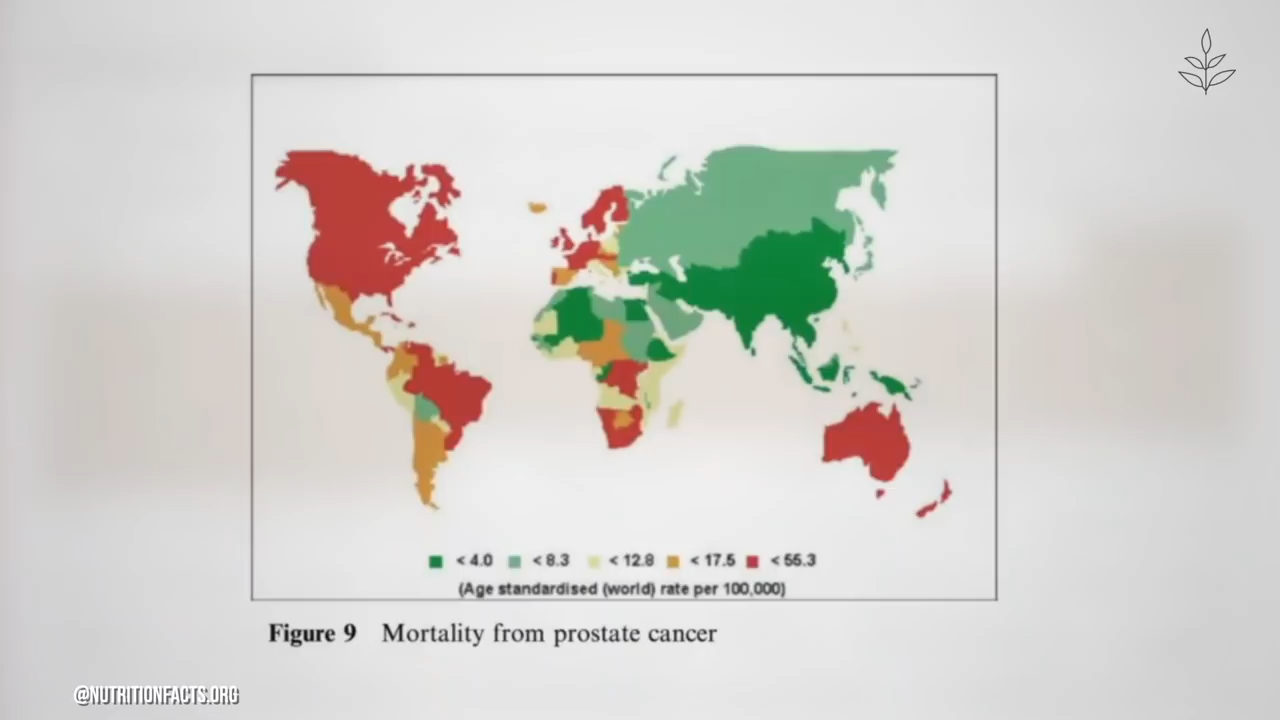 < 4.0 < 8.3 < 12.8 < 17.5 < 55.3
(Age standardised (world) rate per 100,000)
Figure 9 Mortality from prostate cancer
@NUTRITIONFACTS.ORG